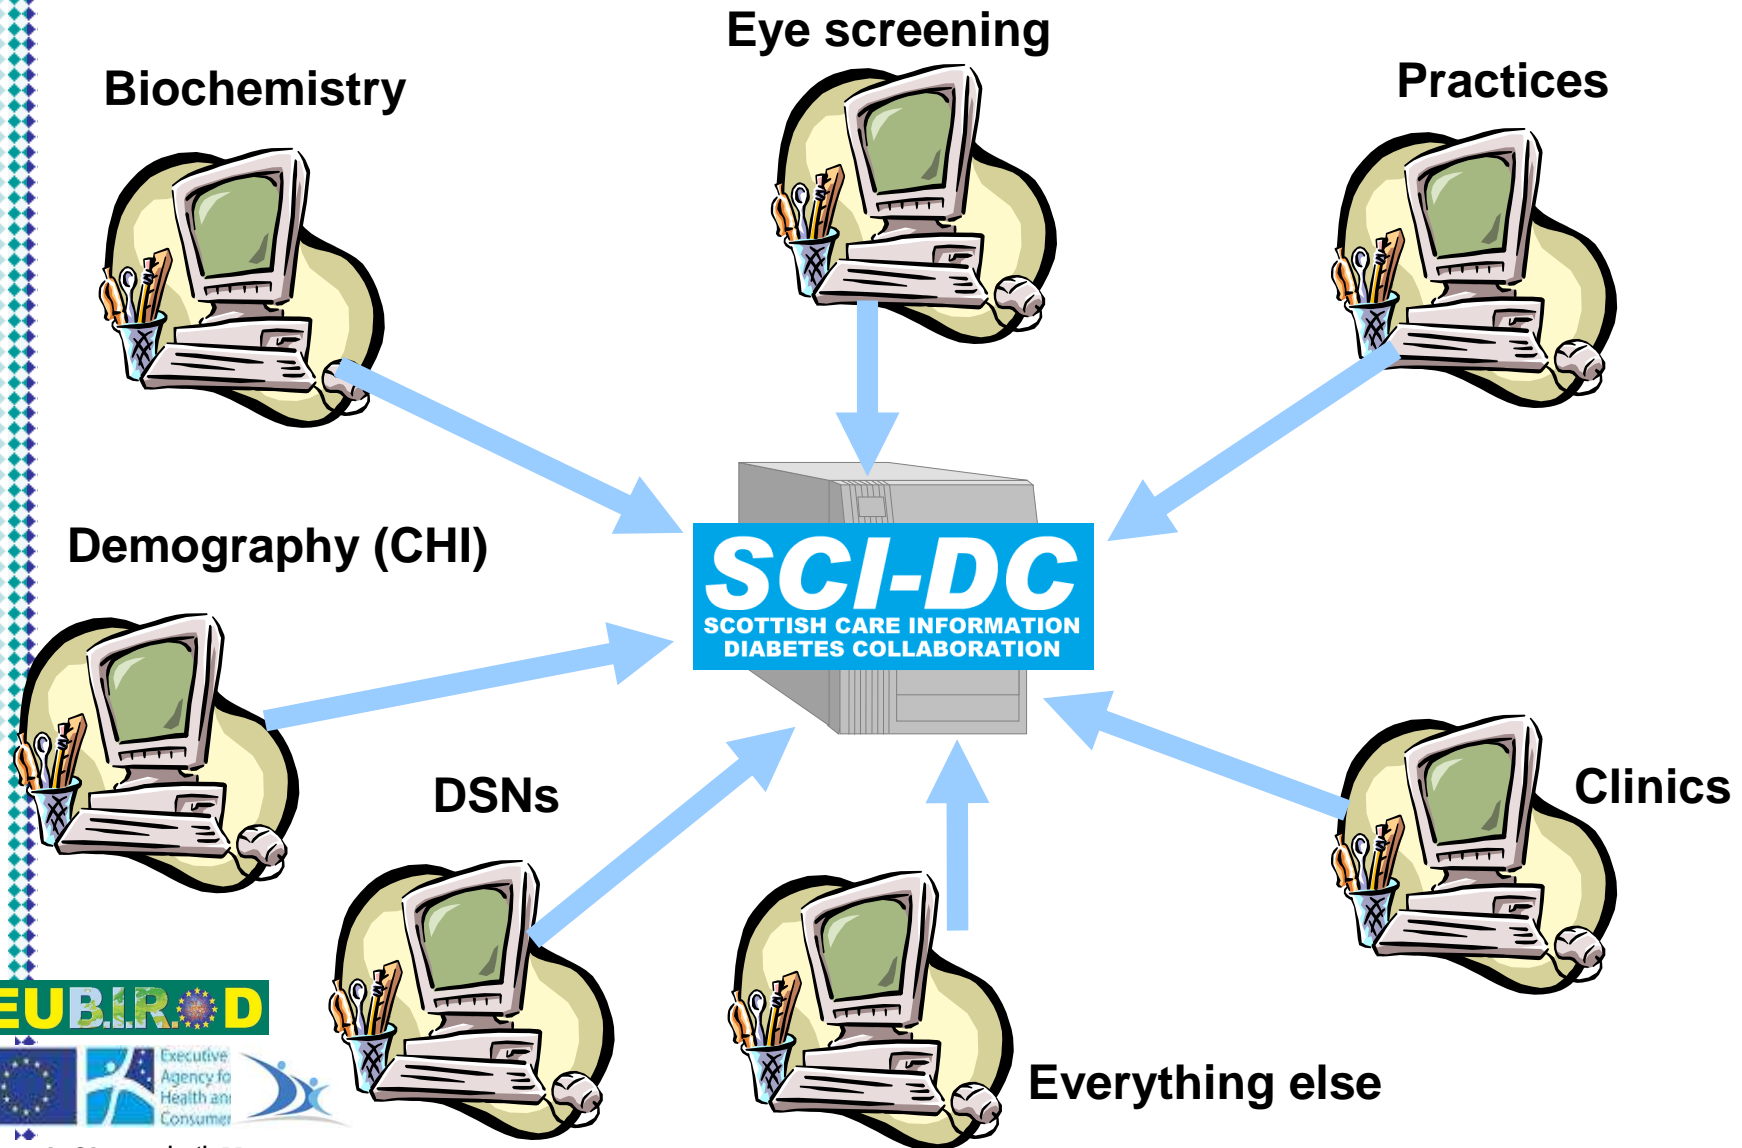 Eye screening
Biochemistry
Practices
Demography (CHI)
SCI-DC
SCOTTISH CARE INFORMATION
DIABETES COLLABORATION
DSNs
Clinics
Everything else
EUB.I.R.O.D
Executive
Agency fo
Health an
Consumer